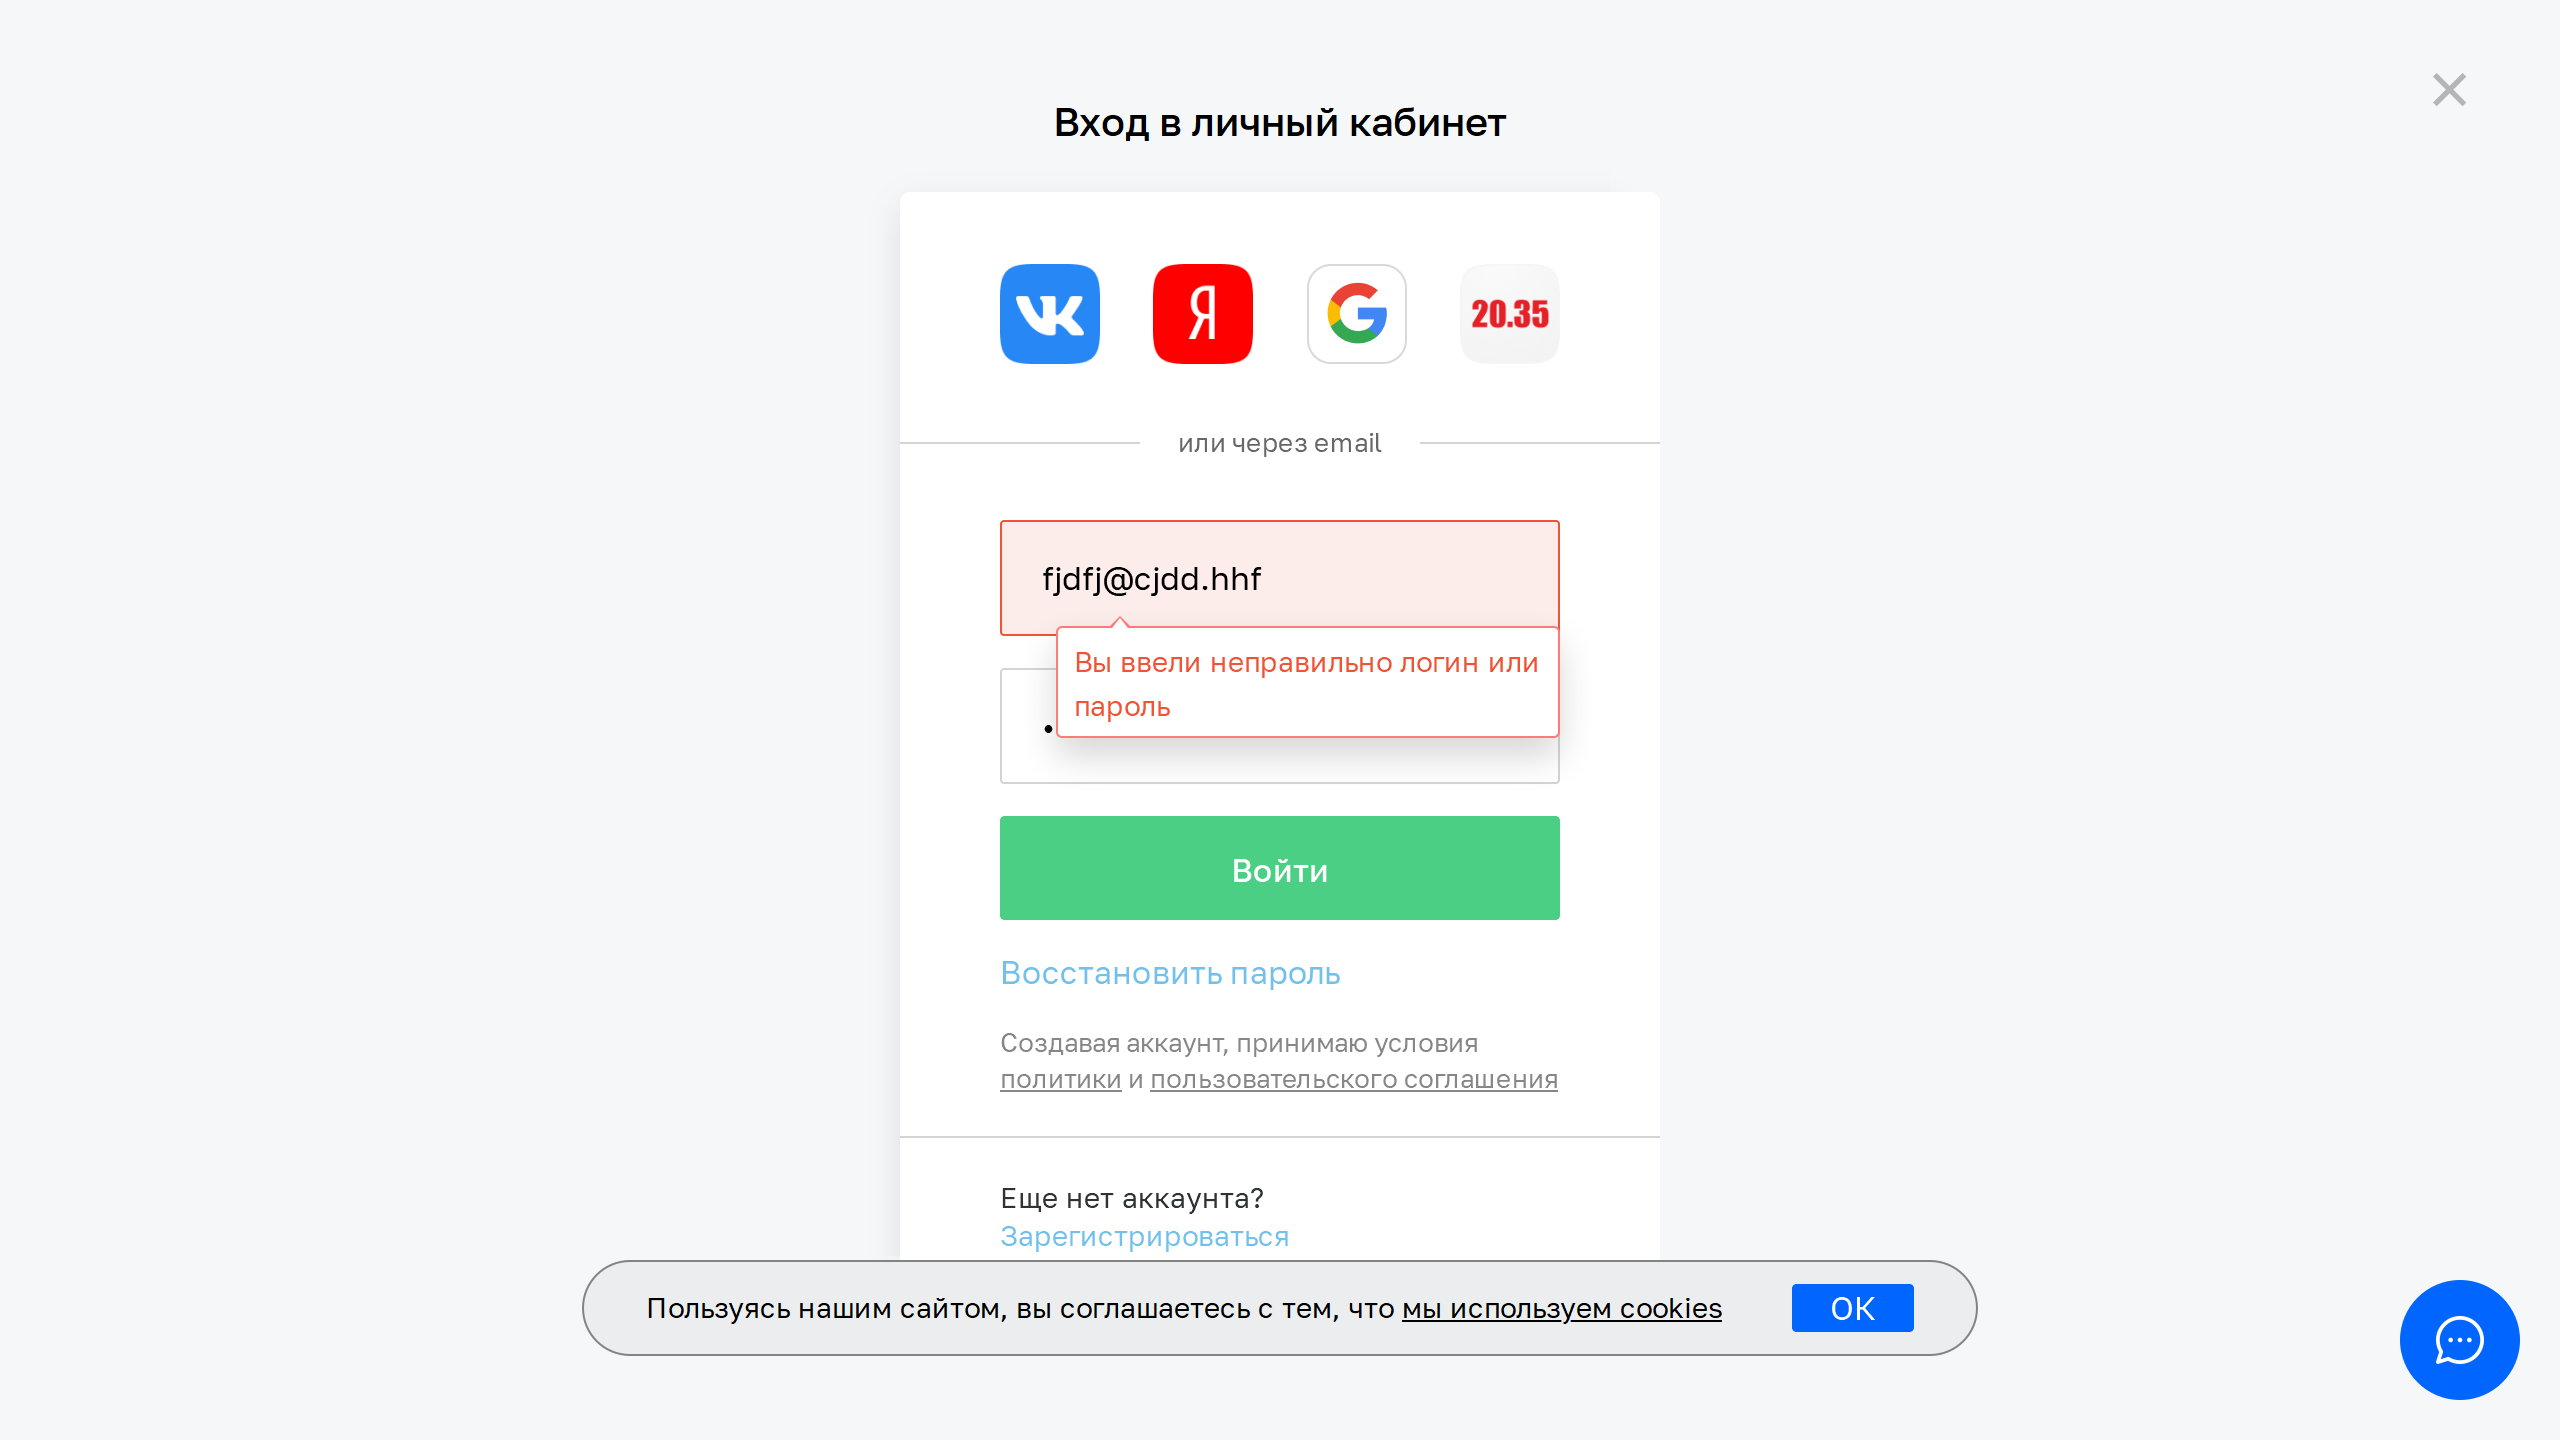 Вход в личный кабинет
20.35
или через email
fjdfj@cjdd.hhf
Вы ввели неправильно логин или
пароль
Войти
Восстановить пароль
Создавая аккаунт, принимаю условия
политики и пользовательского соглашения
Еще нет аккаунта?
Зарегистрироваться
Пользуясь нашим сайтом, вы соглашаетесь с тем, что мы используем cookies
OK